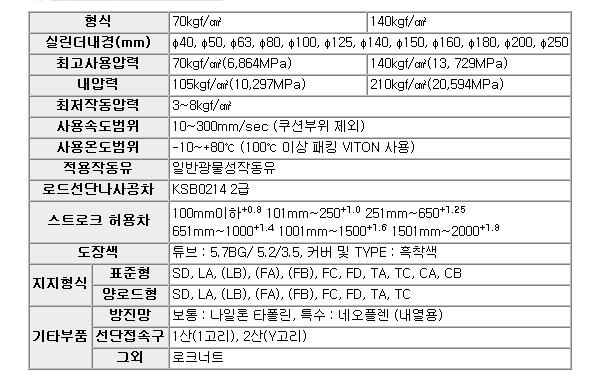 형식 70kgf/㎠ 140kgf/㎠
실린더내경(mm) φ40, φ50, φ63, φ80, φ100, φ125, φ140, φ150, φ160, φ180, φ200, φ250
최고사용압력 70kgf/㎠(6,864MPa) 140kgf/㎠(13, 729MPa)
내압력 105kgf/㎠(10,297MPa) 210kgf/㎠(20,594MPa)
최저작동압력 3~8kgf/㎠
사용속도범위 10~300mm/sec (쿠션부위 제외)
사용온도범위 -10~+80℃ (100℃ 이상 패킹 VITON 사용)
적용작동유 일반광물성작동유
로드선단나사공차 KSB0214 2급
스트로크 허용차 100mm이하+0.8 101mm~250+1.0 251mm~650+1.25
651mm~1000+1.4 1001mm~1500+1.6 1501mm~2000+1.8
도장색 튜브 : 5.7BG/ 5.2/3.5, 커버 및 TYPE : 흑착색
지지형식 표준형 SD, LA, (LB), (FA), (FB), FC, FD, TA, TC, CA, CB
양로드형 SD, LA, (LB), (FA), (FB), FC, FD, TA, TC
기타부품 방진망 보통 : 나일론 타폴린, 특수 : 네오플렌 (내열용)
선단접속구 1산(1고리), 2산(Y고리)
그외 로크너트